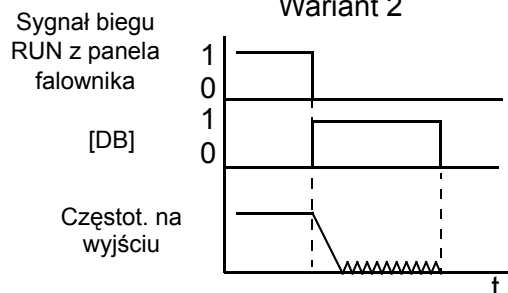 Wariant 2
Sygnał biegu
RUN z panela
falownika
1
0
[DB]
1
0
Częstot. na
wyjściu
t